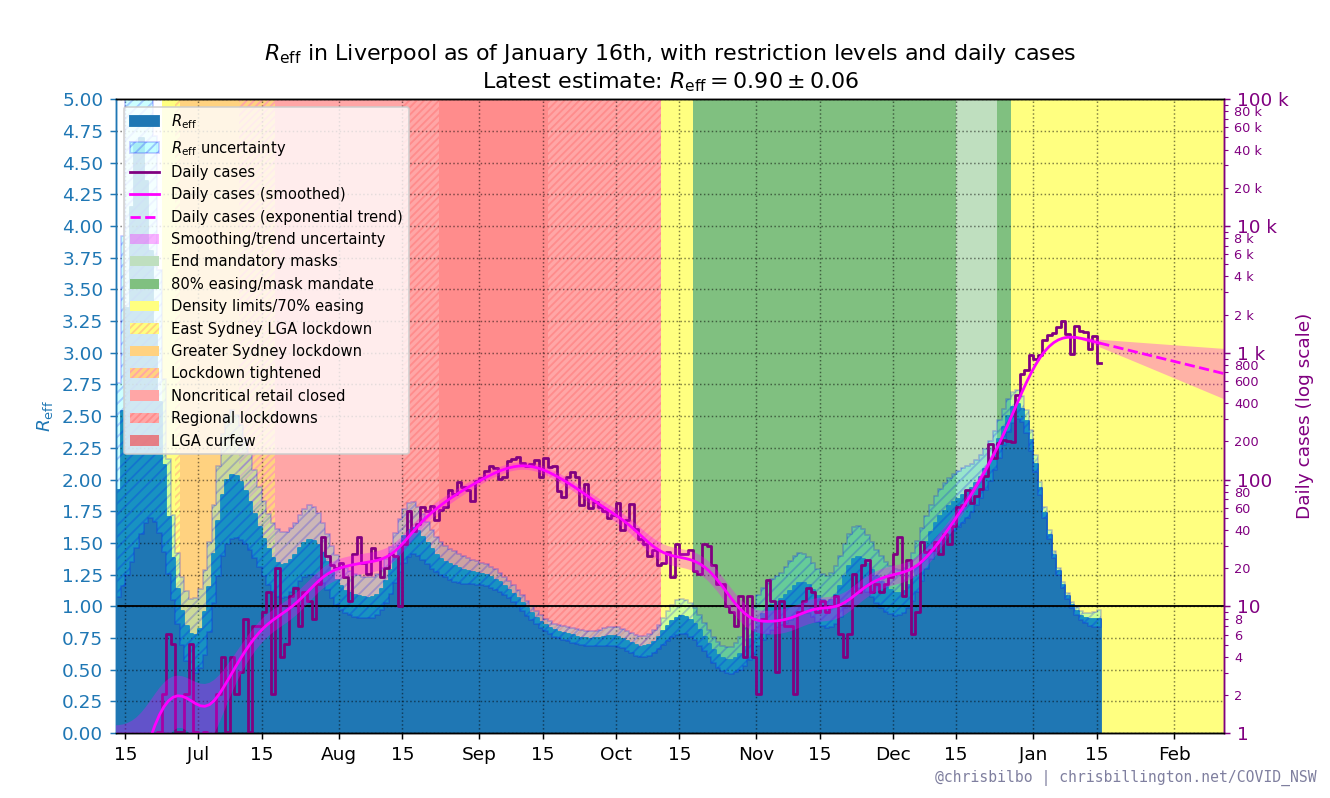 Reff in Liverpool as of January 16th, with restriction levels and daily cases
Latest estimate: Reff = 0.90 ± 0.06
5.00
4.75
4.50
4.25
4.00
3.75
3.50
3.25
3.00
2.75
2.50
2.25
2.00
1.75
1.50
1.25
1.00
0.75
0.50
0.25
0.00
Reff
Reff
Reff uncertainty
Daily cases
Daily cases (smoothed)
Daily cases (exponential trend)
Smoothing/trend uncertainty
End mandatory masks
80% easing/mask mandate
Density limits/70% easing
East Sydney LGA lockdown
Greater Sydney lockdown
Lockdown tightened
Noncritical retail closed
Regional lockdowns
LGA curfew
100 k
80 k
60 k
40 k
20 k
10 k
8 k
6 k
4 k
2 k
1 k
800
600
400
200
100
80
60
40
20
10
8
6
4
2
1
Daily cases (log scale)
15 Jul 15 Aug 15 Sep 15 Oct 15 Nov 15 Dec 15 Jan 15 Feb
@chrisbilbo | chrisbillington.net/COVID_NSW